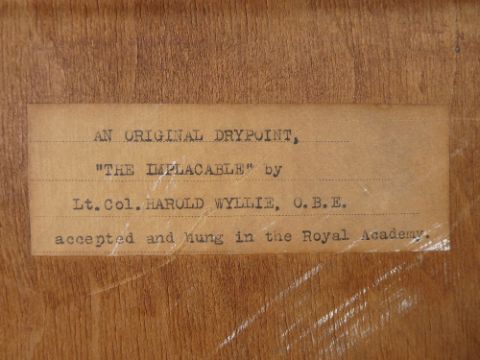 AN ORIGINAL DRYPOINT,
"THE IMPLACABLE" by
Lt.Col.HAROLD WYLLIE, O.B.E.
accepted and hung in the Royal Academy.